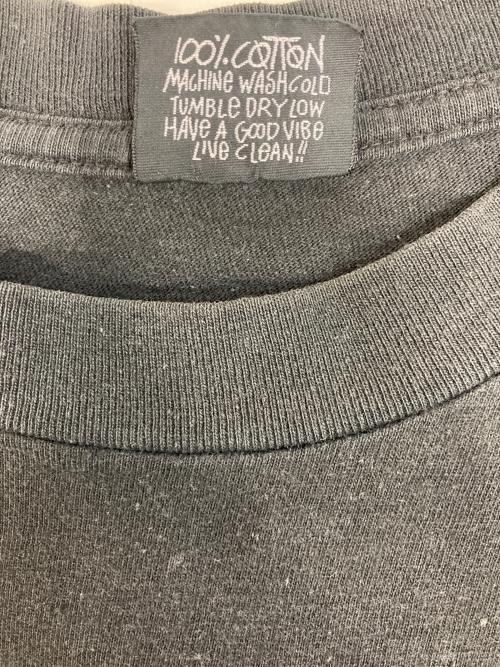 100% COTTON
MACHINE WASH COLD
TUMBLE DRY LOW
HAVE A GOOD VIBE
LIVE CLEAN!!